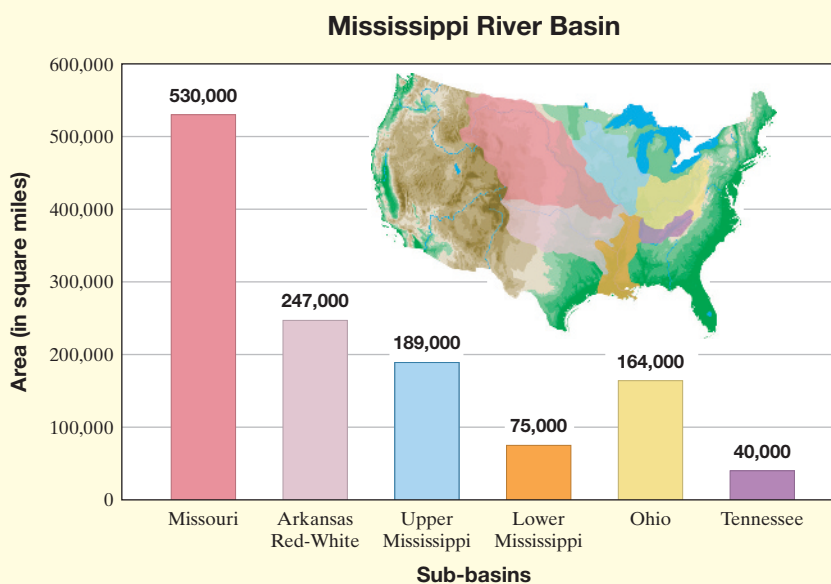 Mississippi River Basin
Area (in square miles)
600,000
500,000
400,000
300,000
200,000
100,000
0
530,000
247,000
189,000
75,000
164,000
40,000
Missouri
Arkansas
Red-White
Upper
Mississippi
Lower
Mississippi
Ohio
Tennessee
Sub-basins